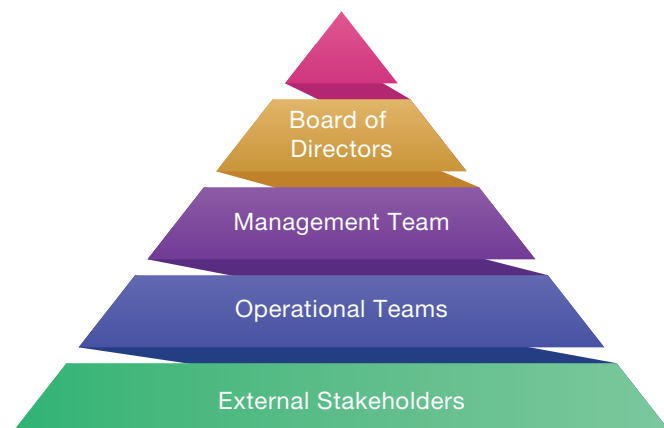 Board of
Directors
Management Team
Operational Teams
External Stakeholders